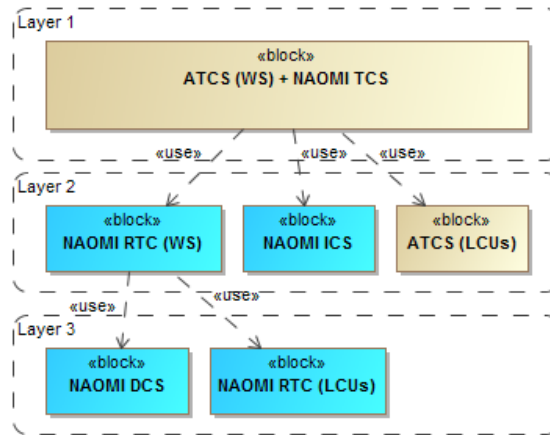 Layer 1
«block»
ATCS (WS) + NAOMI TCS
«use»
«use»
«use»
Layer 2
«block»
NAOMI RTC (WS)
«block»
NAOMI ICS
«block»
ATCS (LCUs)
«use»
«use»
Layer 3
«block»
NAOMI DCS
«block»
NAOMI RTC (LCUs)